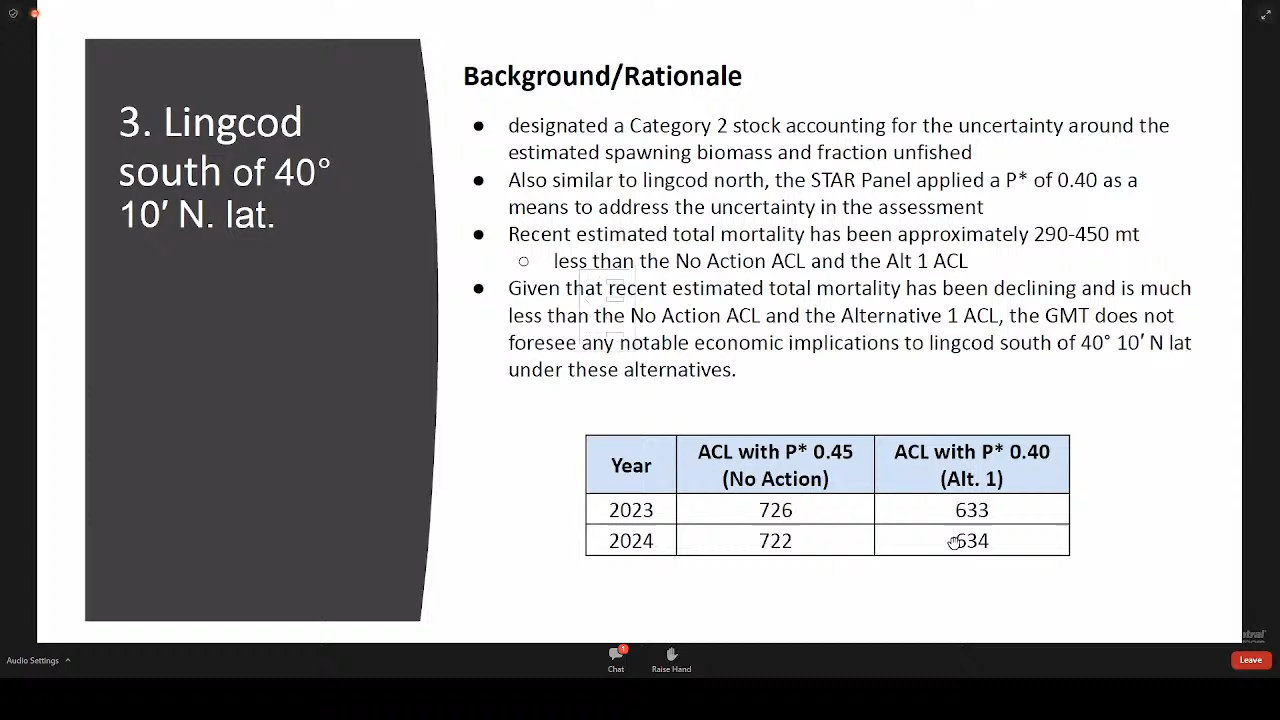 3. Lingcod
south of 40°
10′ N. lat.
Background/Rationale
● designated a Category 2 stock accounting for the uncertainty around the
estimated spawning biomass and fraction unfished
● Also similar to lingcod north, the STAR Panel applied a P* of 0.40 as a
means to address the uncertainty in the assessment
● Recent estimated total mortality has been approximately 290-450 mt
○ less than the No Action ACL and the Alt 1 ACL
● Given that recent estimated total mortality has been declining and is much
less than the No Action ACL and the Alternative 1 ACL, the GMT does not
foresee any notable economic implications to lingcod south of 40° 10′ N lat
under these alternatives.
Year ACL with P* 0.45 (No Action) ACL with P* 0.40 (Alt. 1)
2023 726 633
2024 722 634
Audio Settings
1
Chat
Raise Hand
Leave